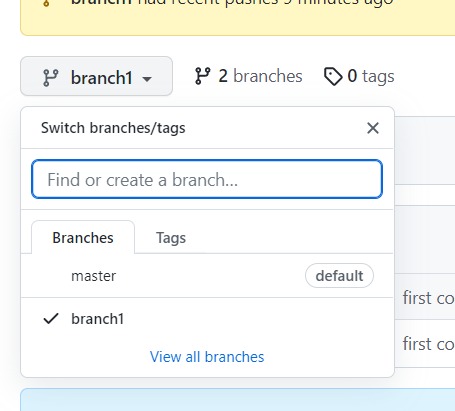 branch1 had recent pushes 9 minutes ago
branch1
2 branches
0 tags
Switch branches/tags
Find or create a branch...
Branches
Tags
master
default
branch1
first co
View all branches
first co